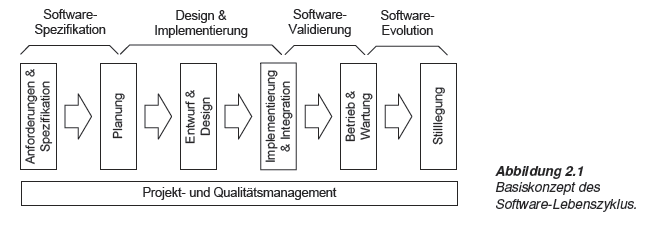 Software-
Spezifikation
Design &
Implementierung
Software-
Validierung
Software-
Evolution
Anforderungen &
Spezifikation
Planung
Entwurf &
Design
Implementierung
& Integration
Betrieb &
Wartung
Stilllegung
Projekt- und Qualitätsmanagement
Abbildung 2.1
Basiskonzept des
Software-Lebenszyklus.